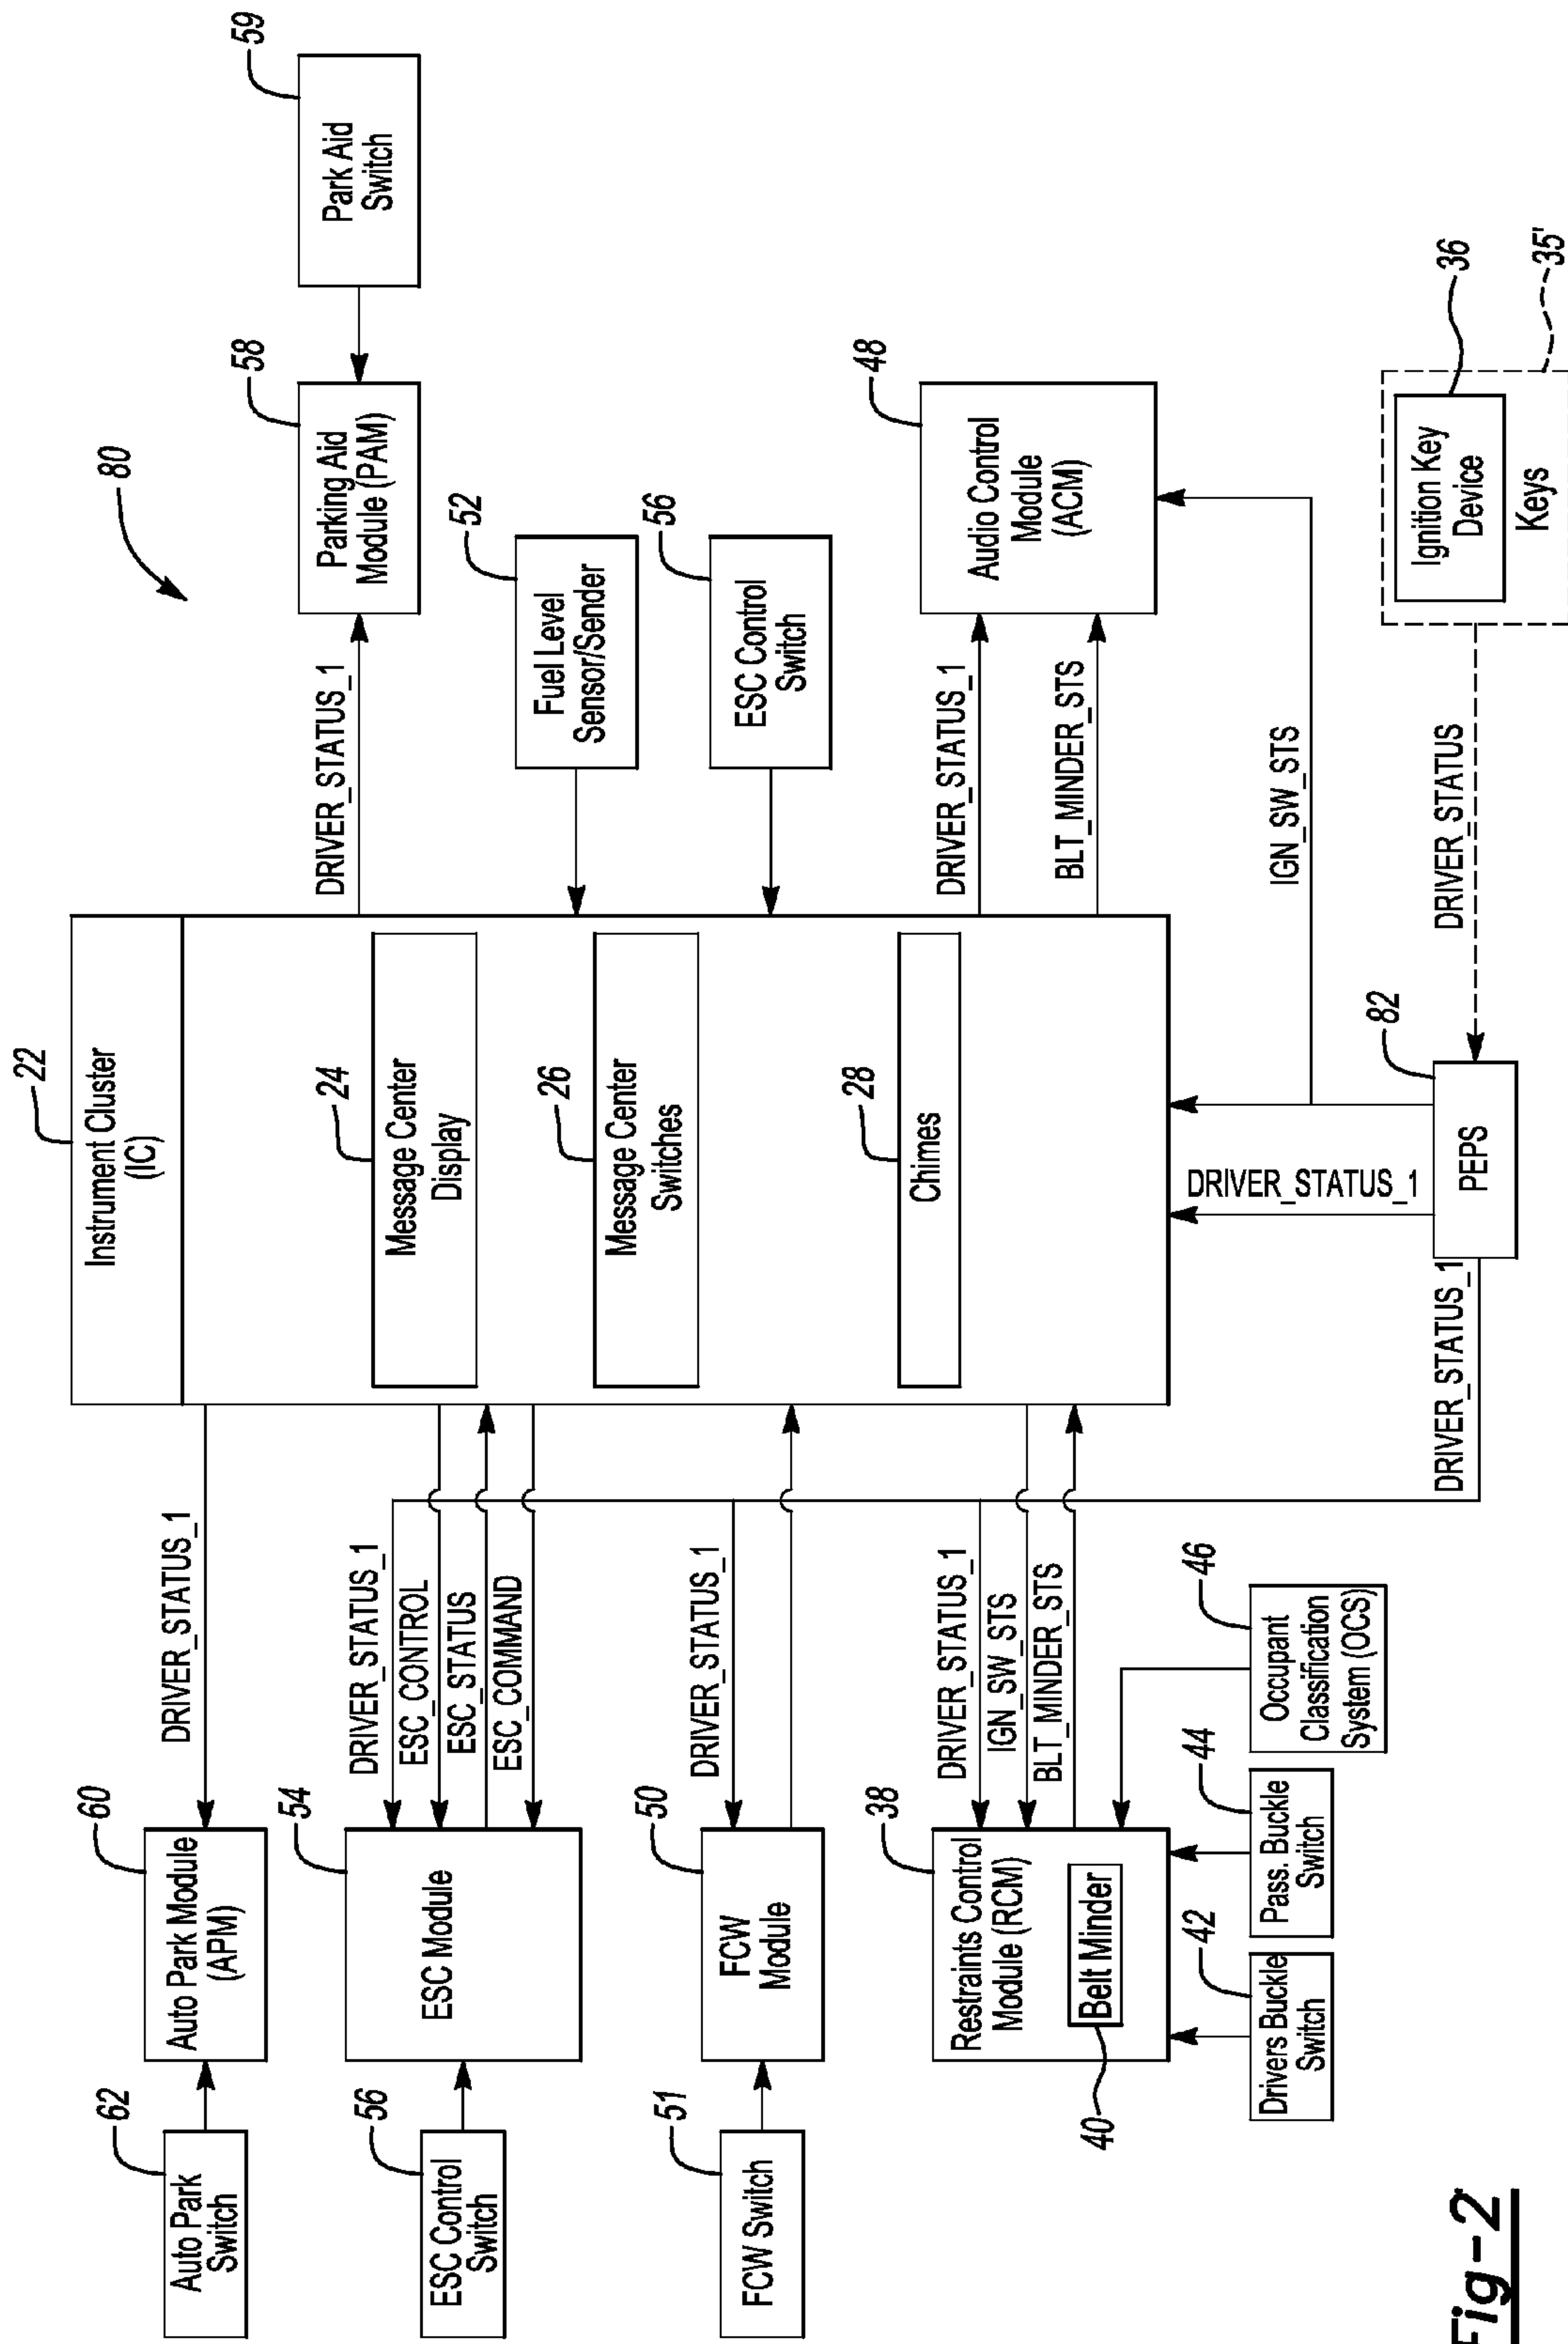 80
22
Instrument Cluster
(IC)
24
Message Center
Display
26
Message Center
Switches
28
Chimes
62
Auto Park
Switch
60
Auto Park Module
(APM)
DRIVER_STATUS_1
56
ESC Control
Switch
54
ESC Module
DRIVER_STATUS_1
ESC_CONTROL
ESC_STATUS
ESC_COMMAND
51
FCW Switch
50
FCW
Module
DRIVER_STATUS_1
38
Restraints Control
Module (RCM)
Belt Minder
40
DRIVER_STATUS_1
IGN_SW_STS
BLT_MINDER_STS
42
Drivers Buckle
Switch
44
Pass. Buckle
Switch
46
Occupant
Classification
System (OCS)
DRIVER_STATUS_1
58
Parking Aid
Module (PAM)
59
Park Aid
Switch
52
Fuel Level
Sensor/Sender
56
ESC Control
Switch
DRIVER_STATUS_1
BLT_MINDER_STS
48
Audio Control
Module
(ACM)
IGN_SW_STS
DRIVER_STATUS_1
DRIVER_STATUS_1
82
PEPS
DRIVER_STATUS
36
Ignition Key
Device
Keys
35'
Fig-2